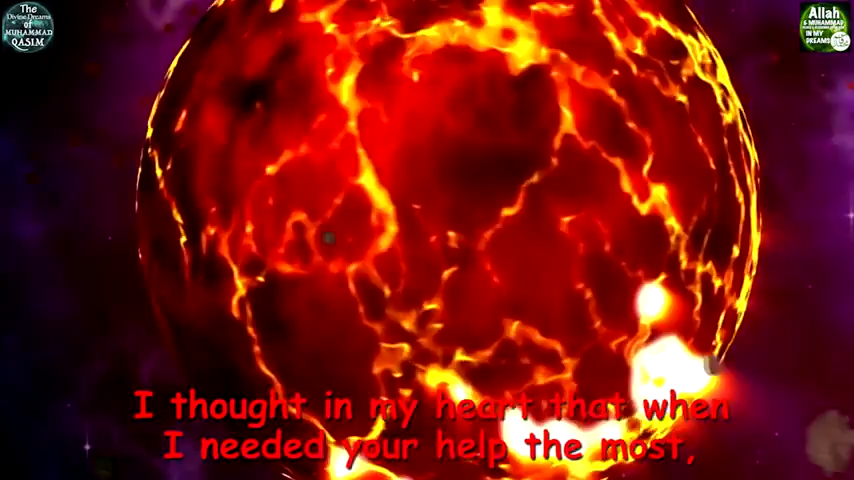 The
Divine Dreams
of
MUHAMMAD
QASIM
Allah
& MUHAMMAD
IN MY
DREAMS
I thought in my heart that when
I needed your help the most,